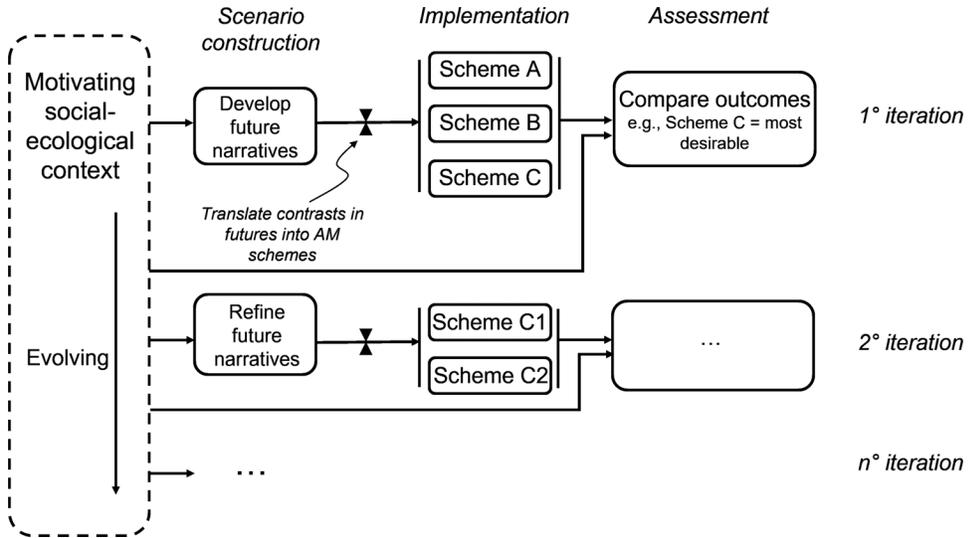 Scenario
construction
Implementation
Assessment
Motivating
social-
ecological
context
Evolving
Develop
future
narratives
Translate contrasts in
futures into AM
schemes
Scheme A
Scheme B
Scheme C
Compare outcomes
e.g., Scheme C = most
desirable
1° iteration
Refine
future
narratives
Scheme C1
Scheme C2
...
2° iteration
...
n° iteration